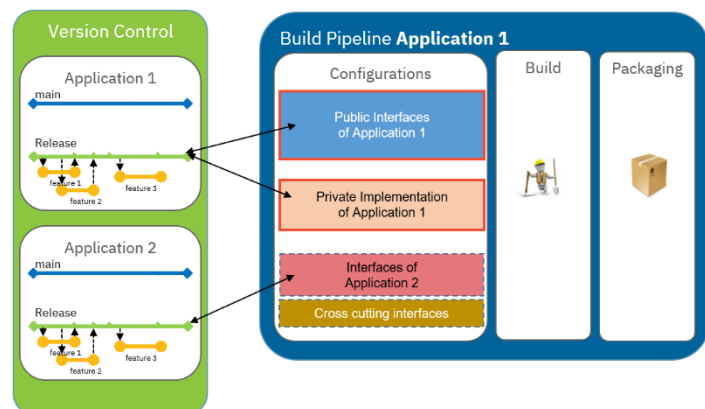 Version Control
Application 1
main
Release
feature 1
feature 2
feature 3
Application 2
main
Release
feature 1
feature 2
feature 3
Build Pipeline Application 1
Configurations
Public Interfaces
of Application 1
Private Implementation
of Application 1
Interfaces of
Application 2
Cross cutting interfaces
Build
Packaging